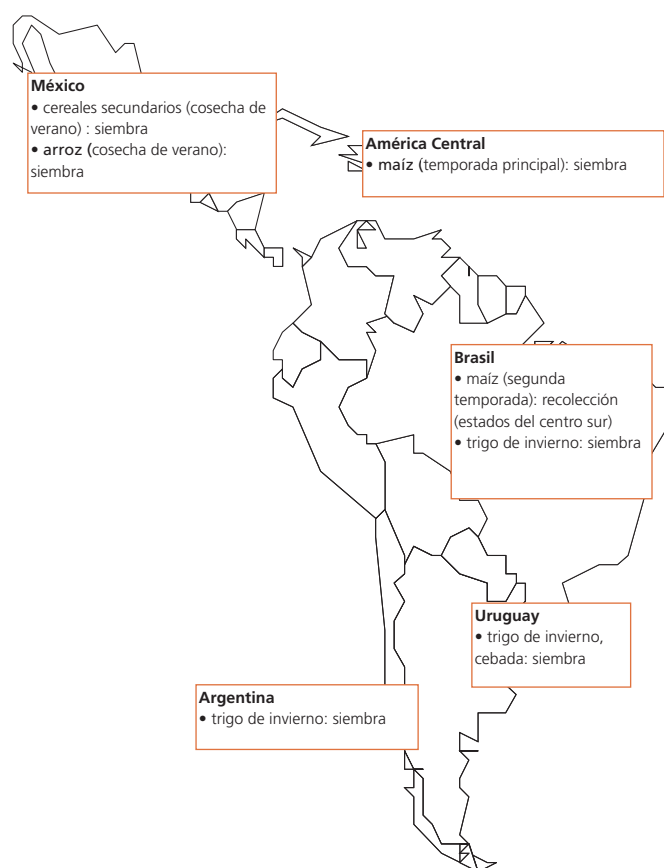 México
• cereales secundarios (cosecha de
verano) : siembra
• arroz (cosecha de verano):
siembra
América Central
• maíz (temporada principal): siembra
Brasil
• maíz (segunda
temporada): recolección
(estados del centro sur)
• trigo de invierno: siembra
Uruguay
• trigo de invierno,
cebada: siembra
Argentina
• trigo de invierno: siembra